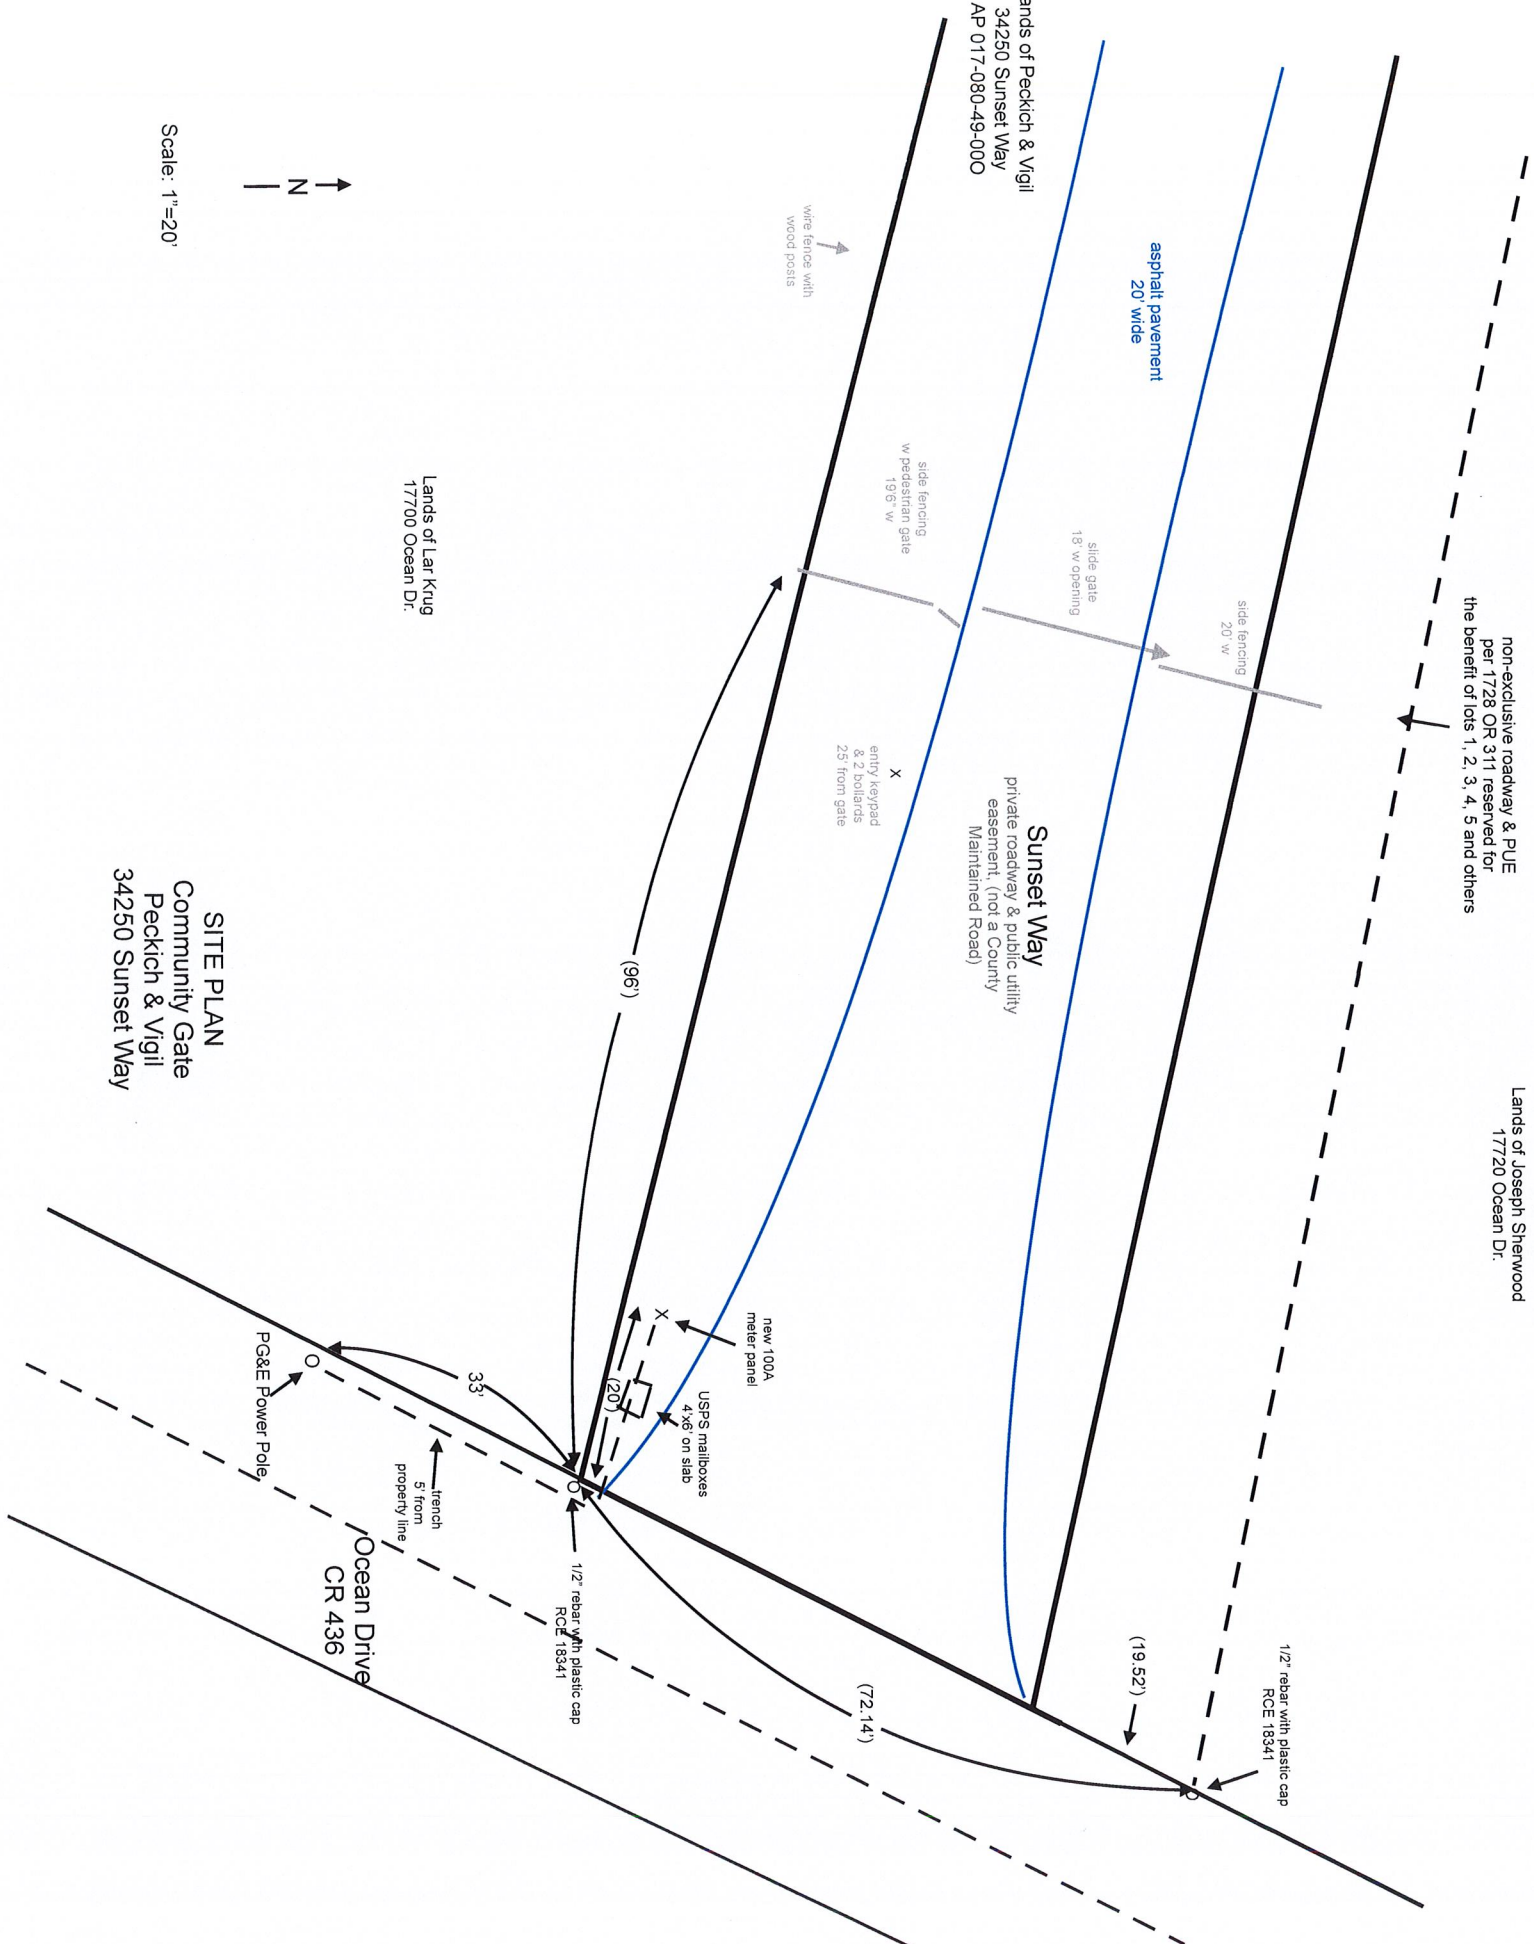 ands of Peckich & Vigil
34250 Sunset Way
AP 017-080-49-00O
non-exclusive roadway & PUE
per 1728 OR 311 reserved for
the benefit of lots 1, 2, 3, 4, 5 and others
Lands of Joseph Sherwood
17720 Ocean Dr.
asphalt pavement
20' wide
side fencing
20' w
slide gate
18' w opening
side fencing
w pedestrian gate
19'6" w
wire fence with
wood posts
Sunset Way
private roadway & public utility
easement, (not a County
Maintained Road)
X
entry keypad
& 2 bollards
25' from gate
(96')
Lands of Lar Krug
17700 Ocean Dr.
new 100A
meter panel
X
USPS mailboxes
4'x6' on slab
(20')
1/2" rebar with plastic cap
RCE 18341
(19.52')
(72.14')
1/2" rebar with plastic cap
RCE 18341
33'
trench
5' from
property line
PG&E Power Pole
Ocean Drive
CR 436
N
Scale: 1"=20'
SITE PLAN
Community Gate
Peckich & Vigil
34250 Sunset Way